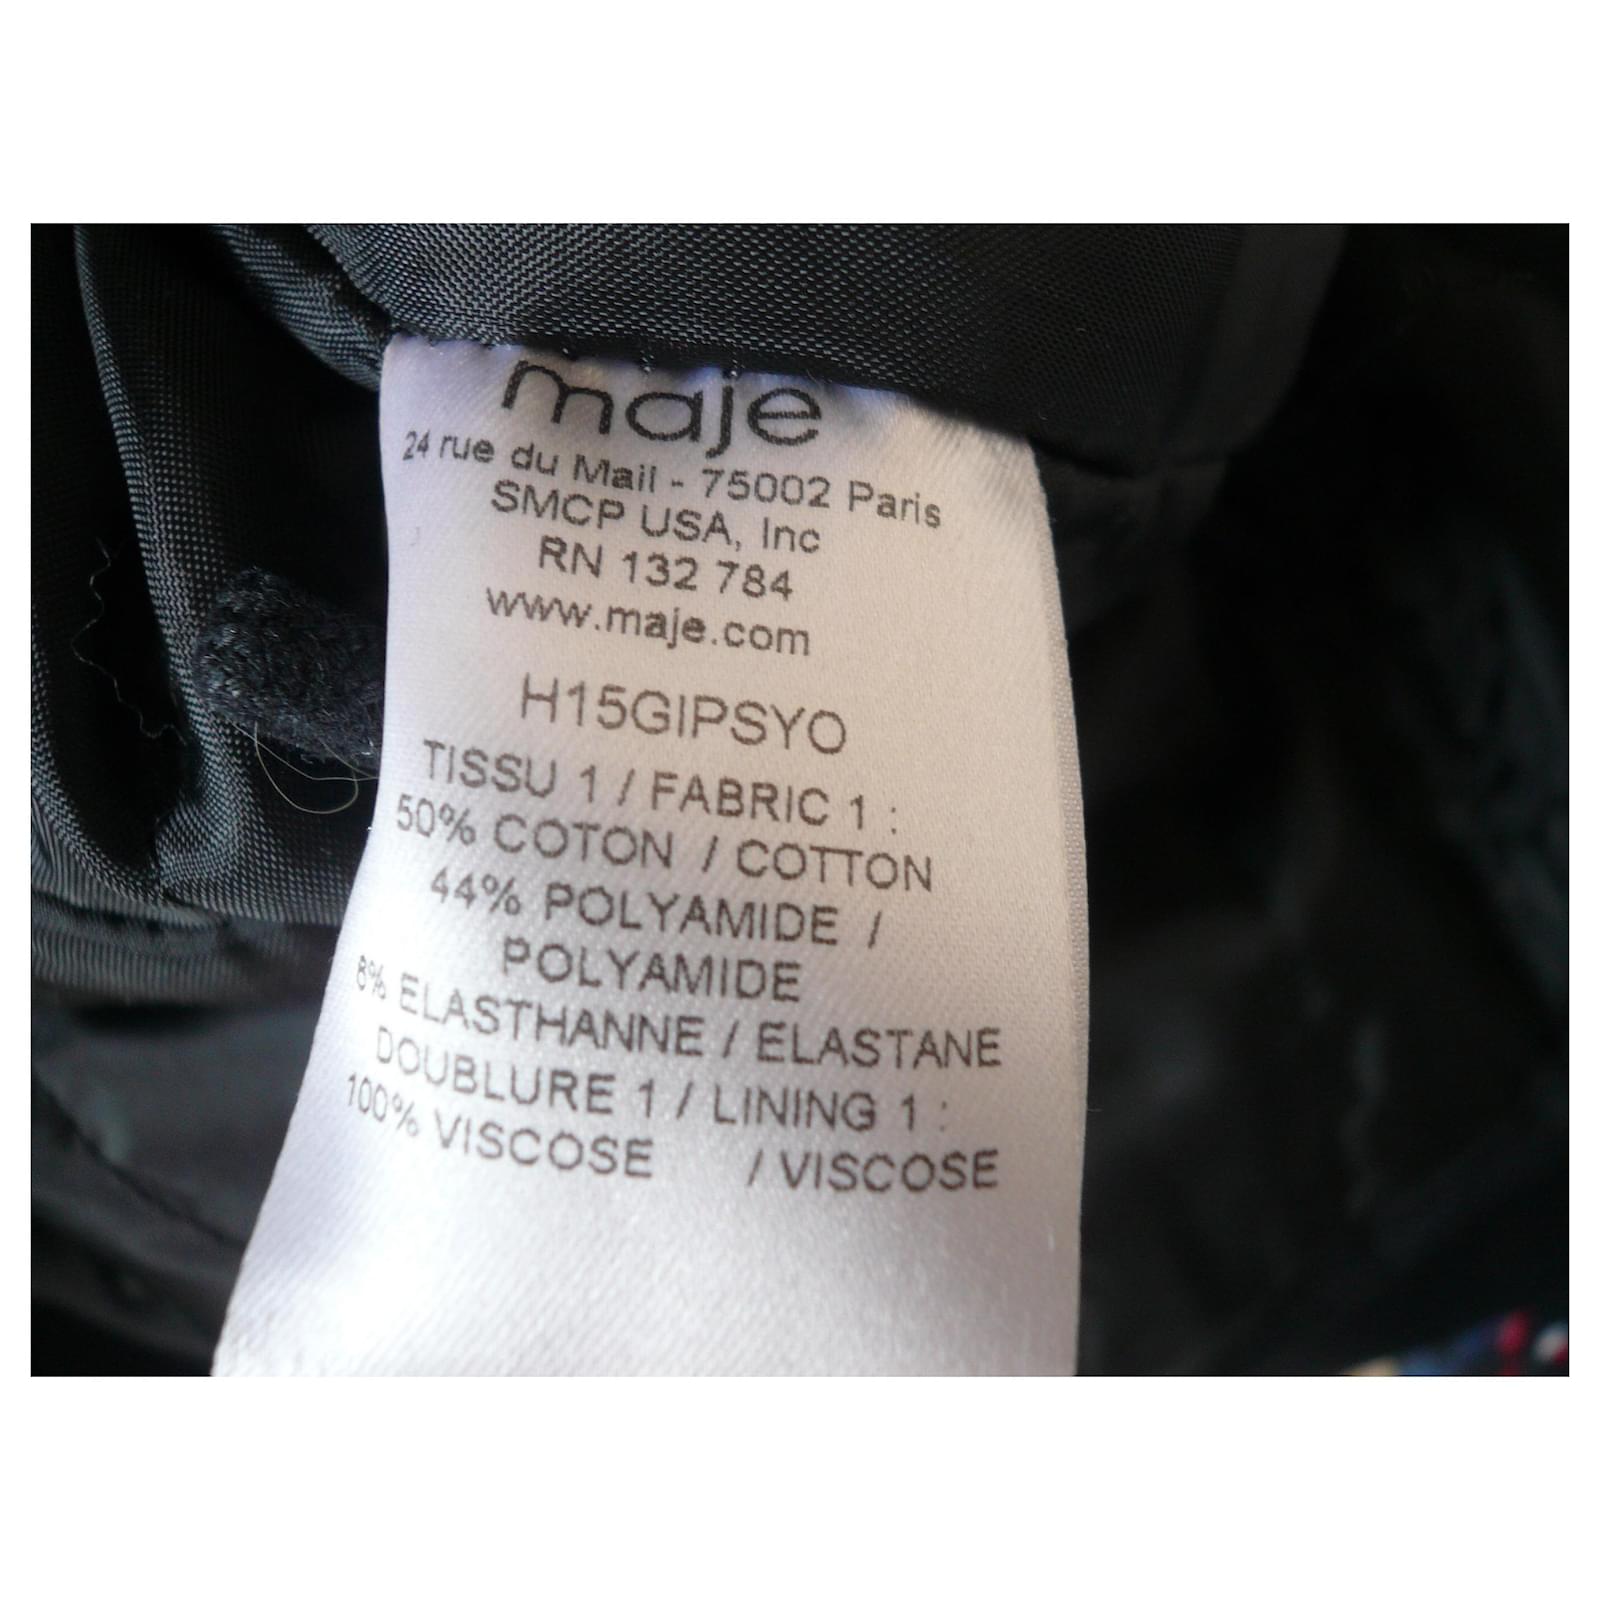 maje
24 rue du Mail - 75002 Paris
SMCP USA, Inc
RN 132 784
www.maje.com
H15GIPSYO
TISSU 1 / FABRIC 1 :
50% COTON / COTTON
44% POLYAMIDE /
POLYAMIDE
8% ELASTHANNE / ELASTANE
DOUBLURE 1 / LINING 1 :
100% VISCOSE / VISCOSE